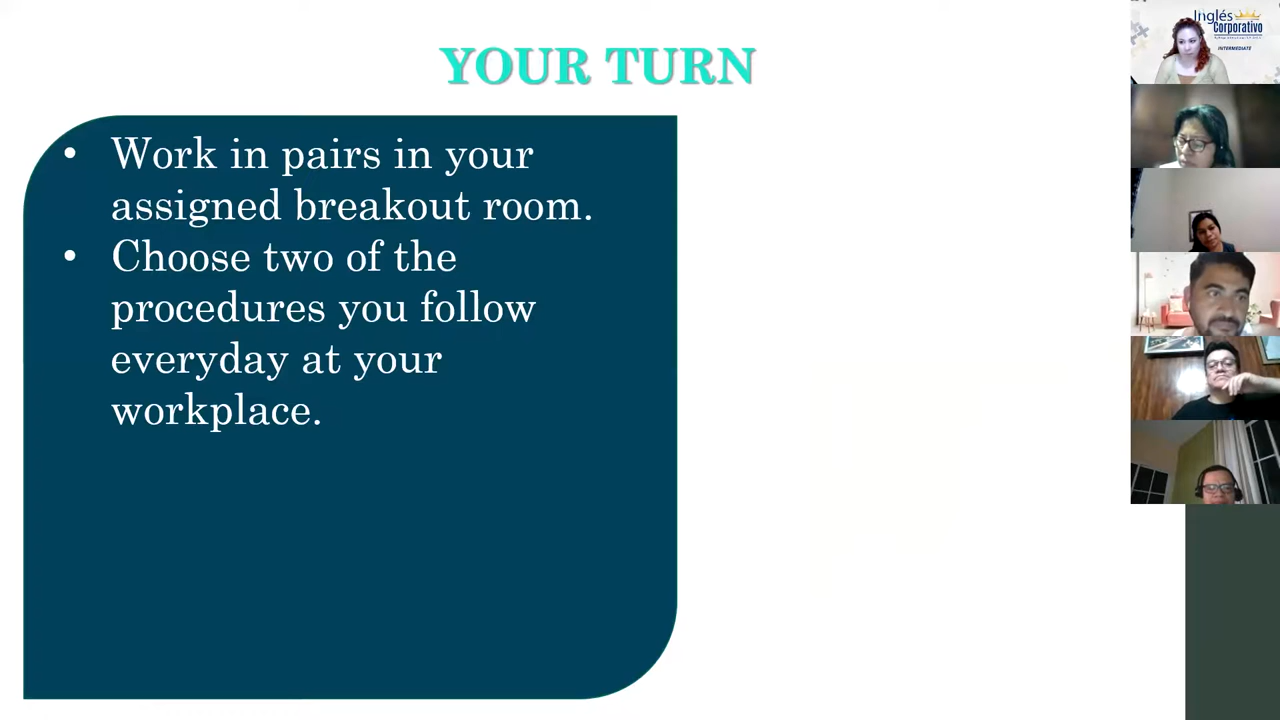 YOUR TURN
• Work in pairs in your
assigned breakout room.
• Choose two of the
procedures you follow
everyday at your
workplace.
Inglés
Corporativo
INTERMEDIATE